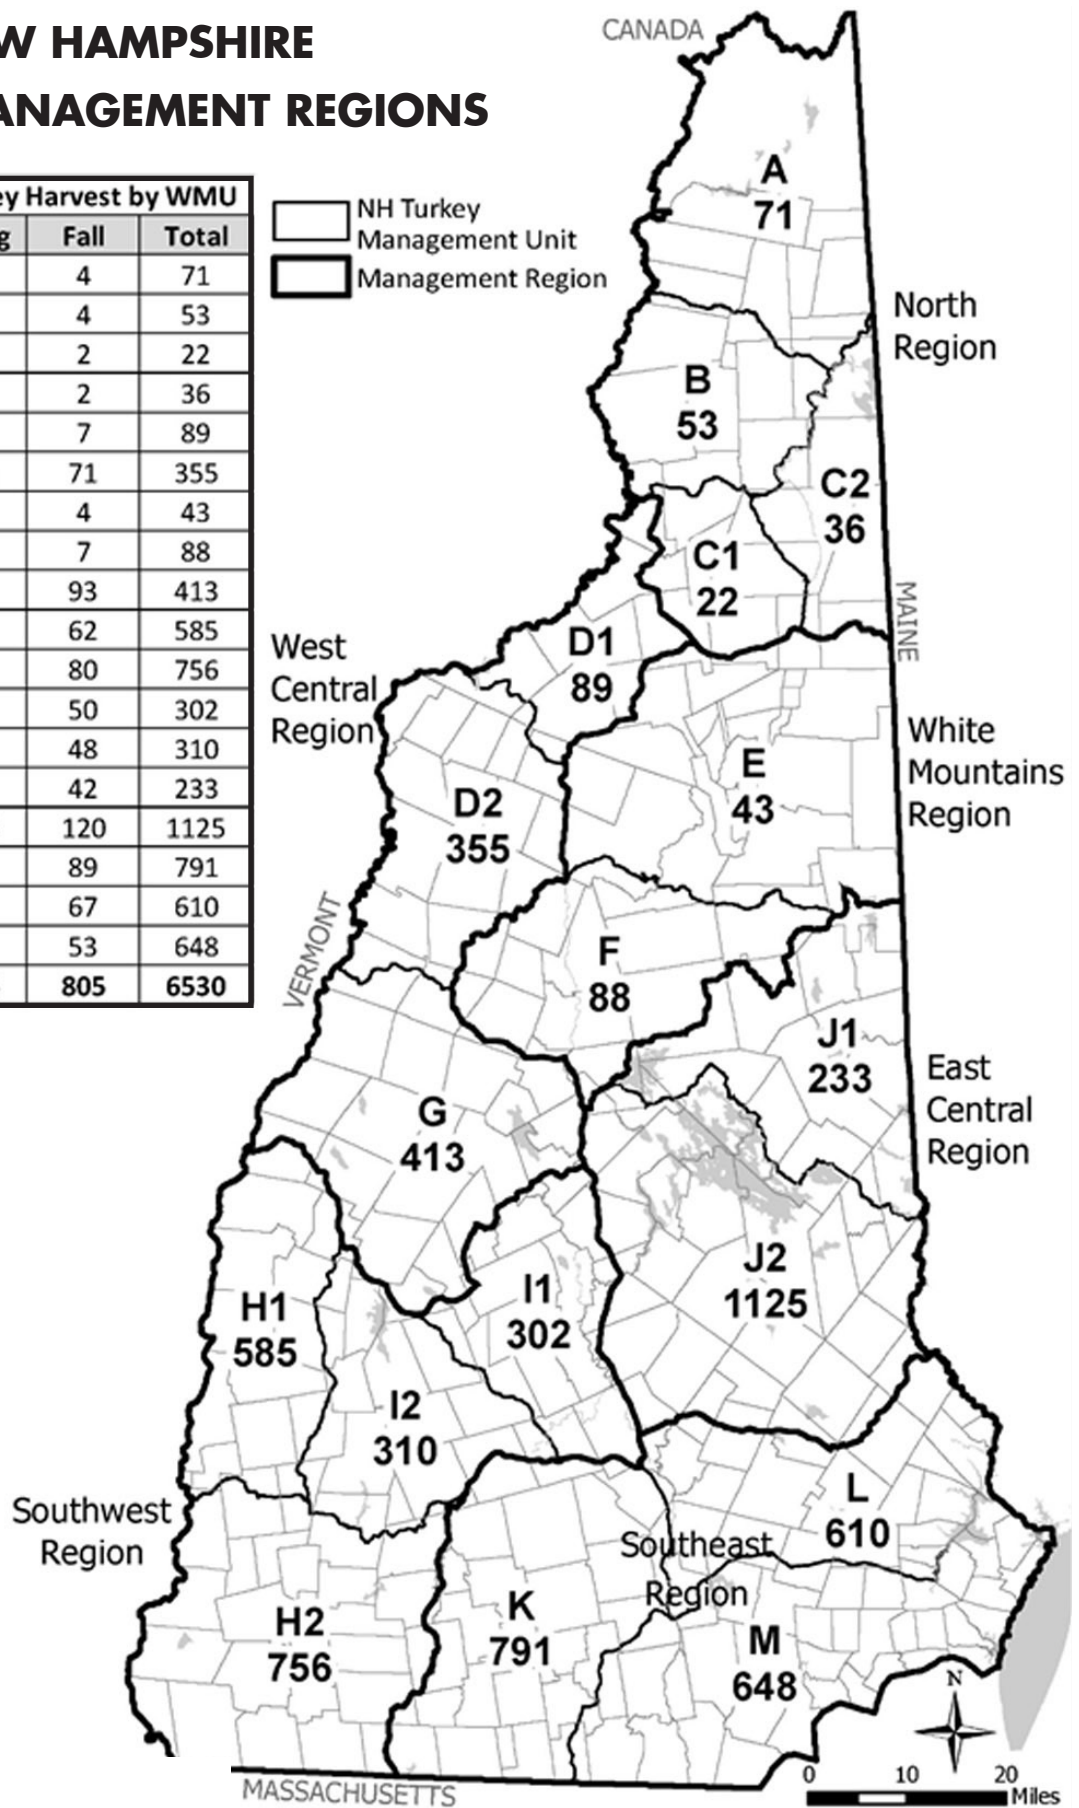 W HAMPSHIRE
ANAGEMENT REGIONS
ey Harvest by WMU
g Fall Total
4 71
4 53
2 22
2 36
7 89
71 355
4 43
7 88
93 413
62 585
80 756
50 302
48 310
42 233
120 1125
89 791
67 610
53 648
805 6530
NH Turkey
Management Unit
Management Region
CANADA
A
71
North
Region
B
53
C2
36
C1
22
MAINE
West
Central
Region
D1
89
White
Mountains
Region
E
43
D2
355
VERMONT
F
88
J1
233
East
Central
Region
G
413
J2
1125
H1
585
I1
302
I2
310
Southwest
Region
L
610
Southeast
Region
H2
756
K
791
M
648
N
0 10 20
Miles
MASSACHUSETTS